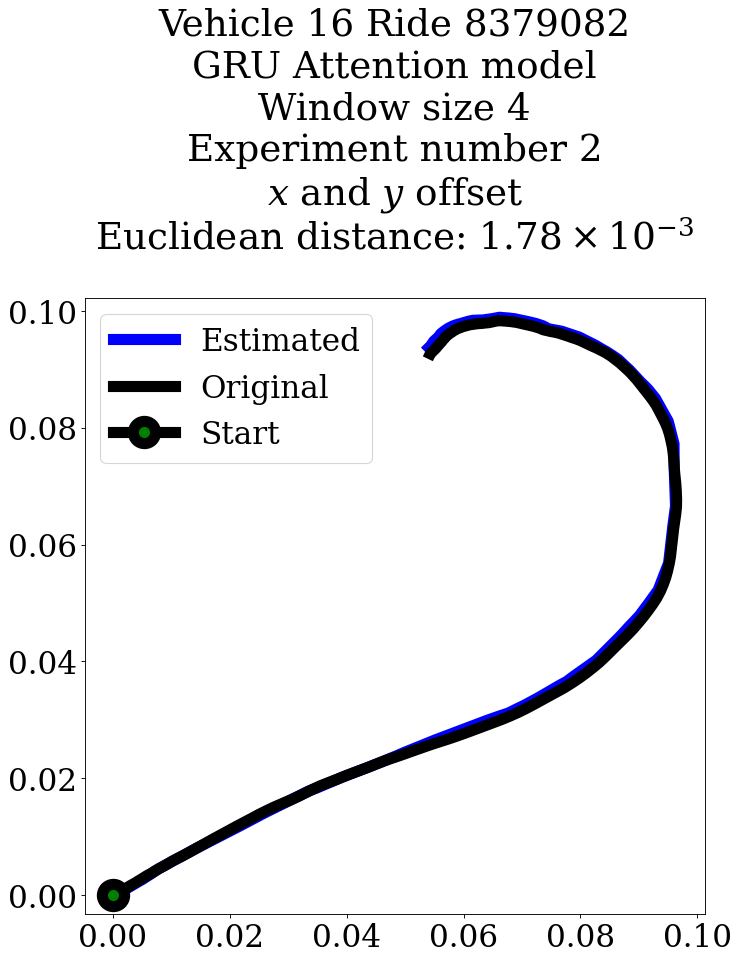 Vehicle 16 Ride 8379082
GRU Attention model
Window size 4
Experiment number 2
x and y offset
Euclidean distance: 1.78 × 10⁻³
Estimated
Original
Start
0.10
0.08
0.06
0.04
0.02
0.00
0.00 0.02 0.04 0.06 0.08 0.10